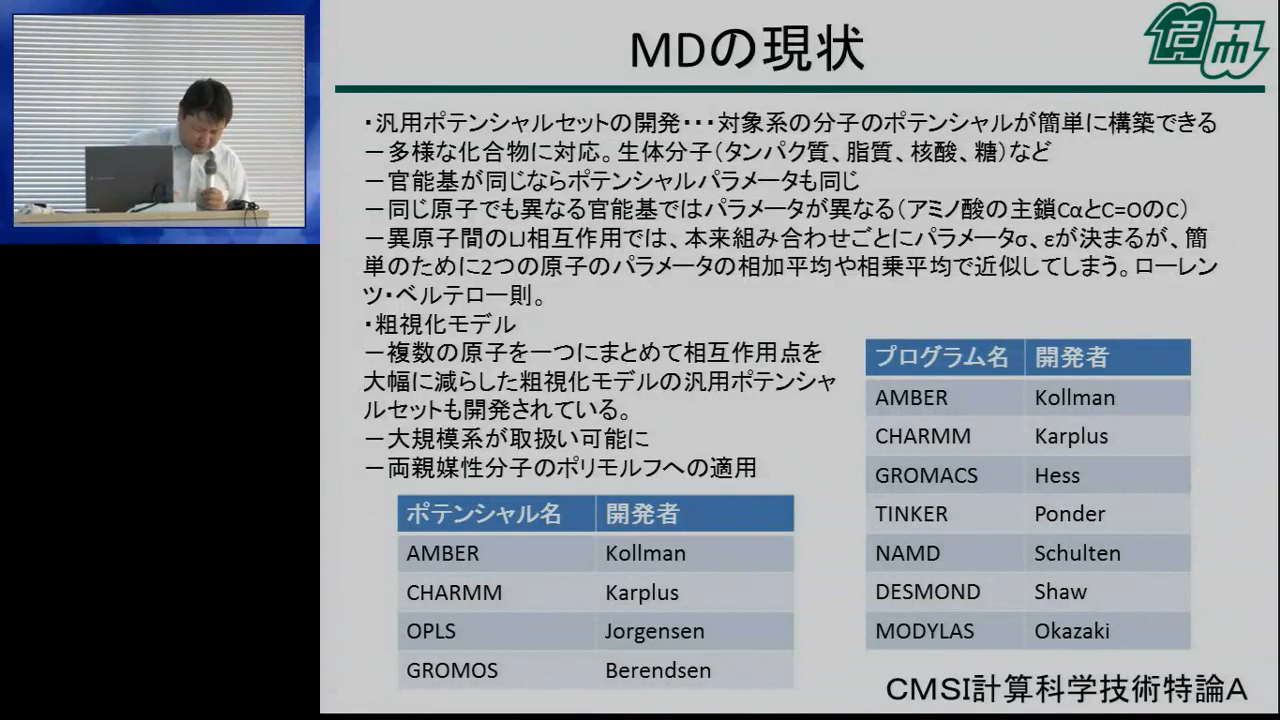 MDの現状
・汎用ポテンシャルセットの開発・・・対象系の分子のポテンシャルが簡単に構築できる
－多様な化合物に対応。生体分子（タンパク質、脂質、核酸、糖）など
－官能基が同じならポテンシャルパラメータも同じ
－同じ原子でも異なる官能基ではパラメータが異なる（アミノ酸の主鎖CαとC=OのC）
－異原子間のLJ相互作用では、本来組み合わせごとにパラメータσ、εが決まるが、簡
単のために2つの原子のパラメータの相加平均や相乗平均で近似してしまう。ローレン
ツ・ベルテロー則。
・粗視化モデル
－複数の原子を一つにまとめて相互作用点を
大幅に減らした粗視化モデルの汎用ポテンシャ
ルセットも開発されている。
－大規模系が取扱い可能に
－両親媒性分子のポリモルフへの適用
ポテンシャル名 開発者
AMBER Kollman
CHARMM Karplus
OPLS Jorgensen
GROMOS Berendsen
プログラム名 開発者
AMBER Kollman
CHARMM Karplus
GROMACS Hess
TINKER Ponder
NAMD Schulten
DESMOND Shaw
MODYLAS Okazaki
CMSI計算科学技術特論A